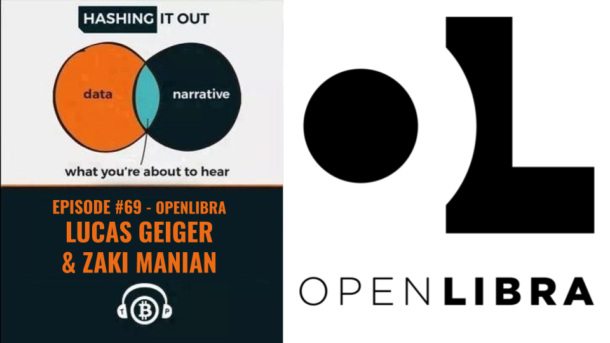 HASHING IT OUT
data
narrative
what you're about to hear
EPISODE #69 - OPENLIBRA
LUCAS GEIGER
& ZAKI MANIAN
T B P
OL
OPENLIBRA